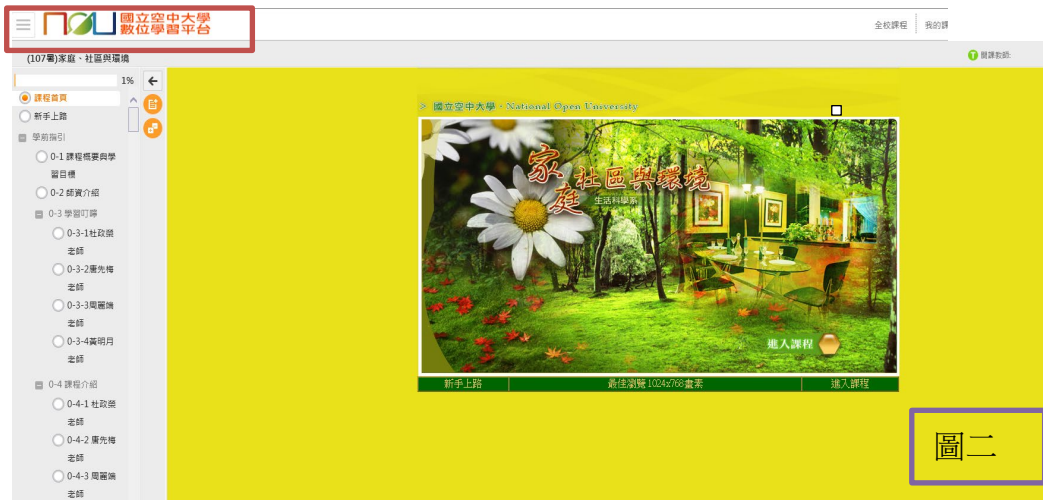 nou 國立空中大學
數位學習平台
全校課程
我的課
(107暑)家庭、社區與環境
T 開課教師:
1%
課程首頁
新手上路
學前指引
0-1 課程概要與學
習目標
0-2 師資介紹
0-3 學習叮嚀
0-3-1杜政榮
老師
0-3-2唐先梅
老師
0-3-3周麗端
老師
0-3-4黃明月
老師
0-4 課程介紹
0-4-1 杜政榮
老師
0-4-2 唐先梅
老師
0-4-3 周麗端
老師
> 國立空中大學 · National Open University
家庭 社區與環境
生活科學系
進入課程
新手上路
最佳瀏覽 1024x768畫素
進入課程
圖二